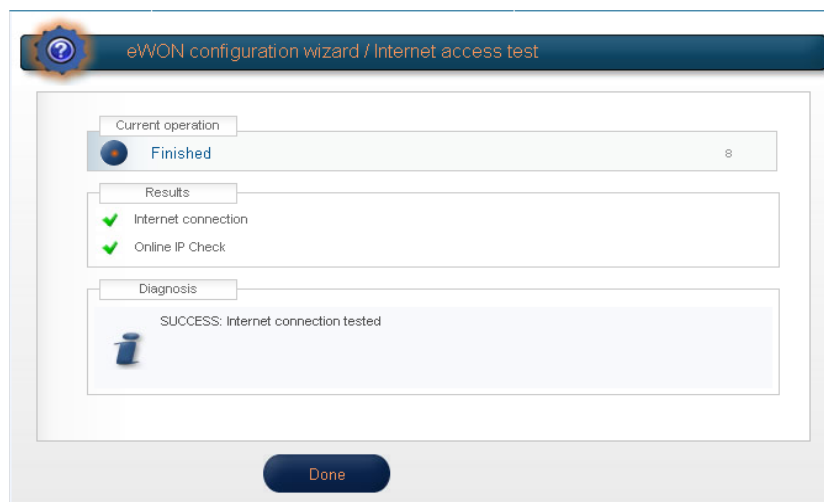 eWON configuration wizard / Internet access test
Current operation
Finished 8
Results
Internet connection
Online IP Check
Diagnosis
SUCCESS: Internet connection tested
Done